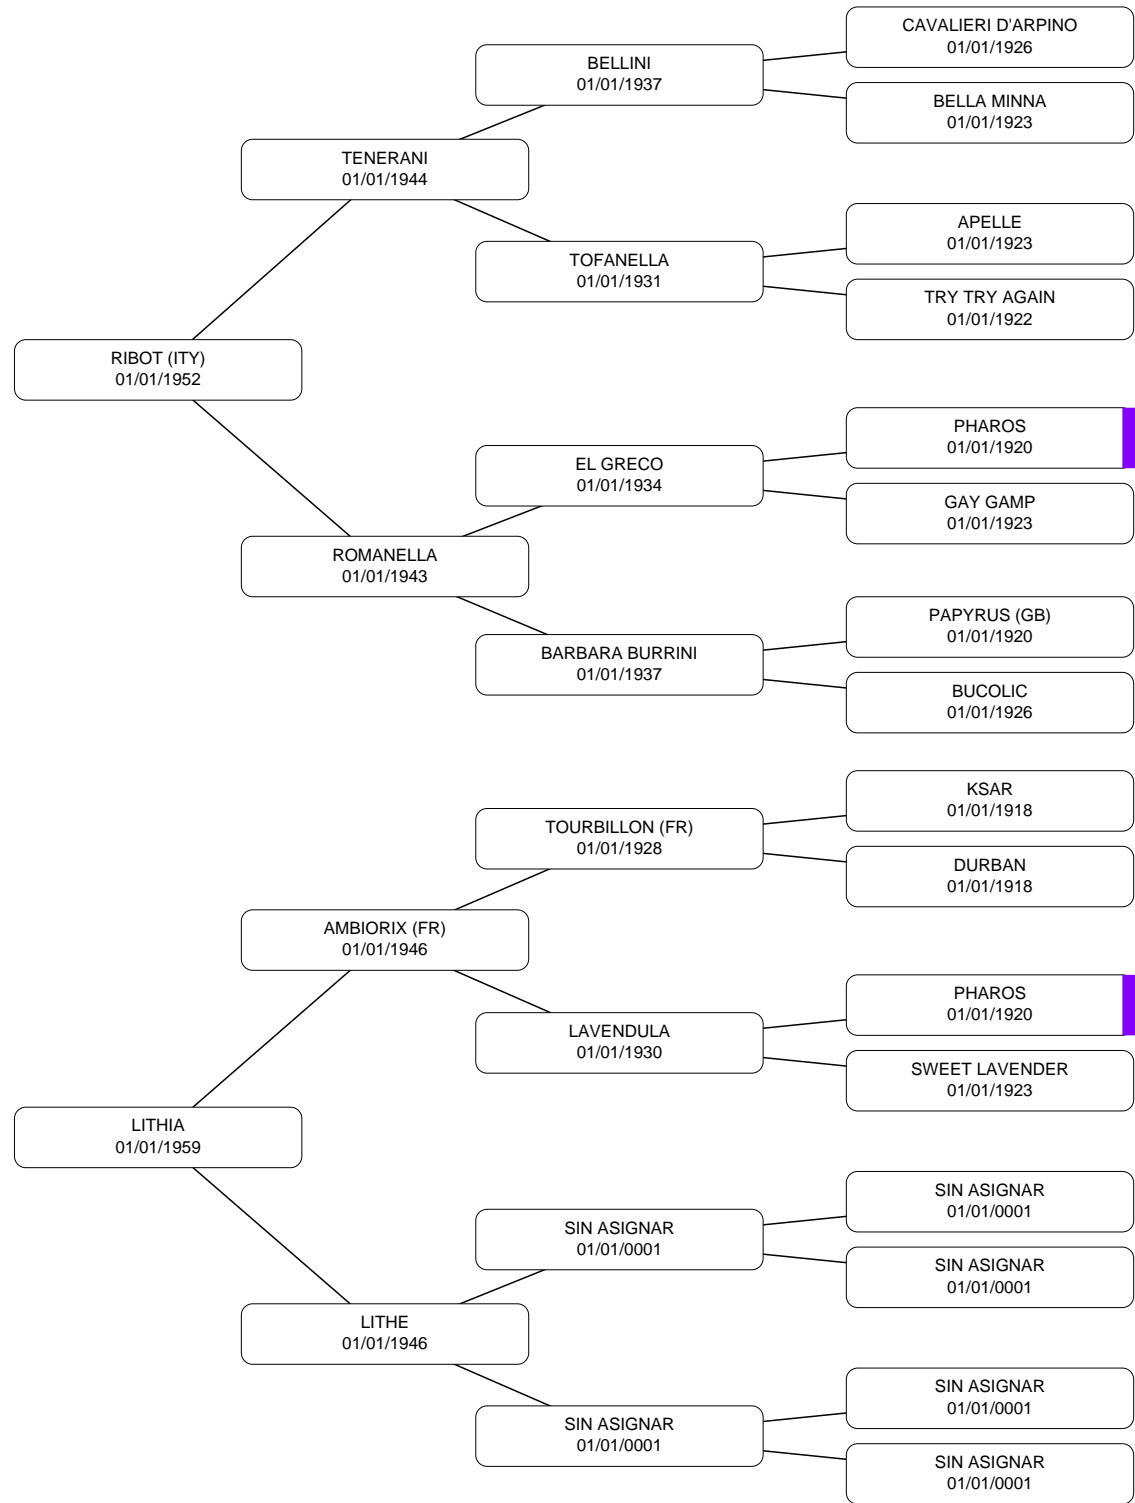 CAVALIERI D'ARPINO
01/01/1926
BELLINI
01/01/1937
BELLA MINNA
01/01/1923
TENERANI
01/01/1944
APELLE
01/01/1923
TOFANELLA
01/01/1931
TRY TRY AGAIN
01/01/1922
RIBOT (ITY)
01/01/1952
PHAROS
01/01/1920
EL GRECO
01/01/1934
GAY GAMP
01/01/1923
ROMANELLA
01/01/1943
PAPYRUS (GB)
01/01/1920
BARBARA BURRINI
01/01/1937
BUCOLIC
01/01/1926
KSAR
01/01/1918
TOURBILLON (FR)
01/01/1928
DURBAN
01/01/1918
AMBIORIX (FR)
01/01/1946
PHAROS
01/01/1920
LAVENDULA
01/01/1930
SWEET LAVENDER
01/01/1923
LITHIA
01/01/1959
SIN ASIGNAR
01/01/0001
SIN ASIGNAR
01/01/0001
SIN ASIGNAR
01/01/0001
LITHE
01/01/1946
SIN ASIGNAR
01/01/0001
SIN ASIGNAR
01/01/0001
SIN ASIGNAR
01/01/0001